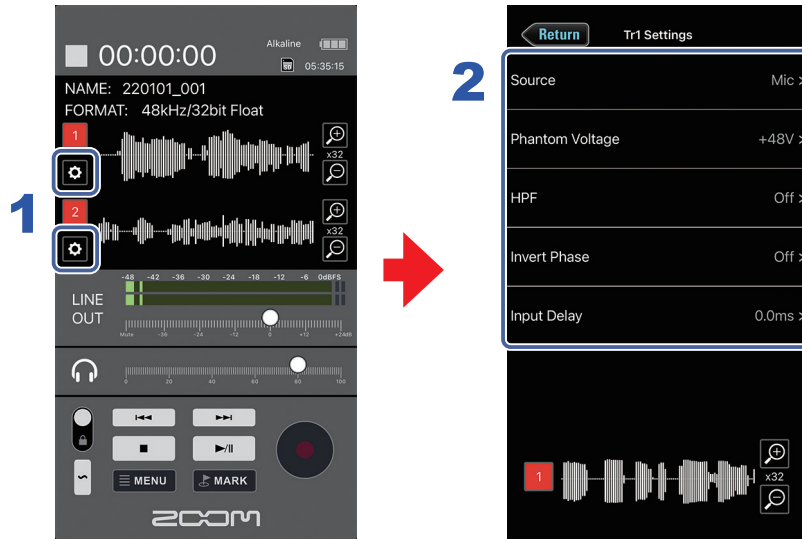 1
00:00:00
Alkaline
SD 05:35:15
NAME: 220101_001
FORMAT: 48kHz/32bit Float
1
x32
2
x32
-48 -42 -36 -30 -24 -18 -12 -6 0dBFS
LINE
OUT
Mute -36 -24 -12 0 +12 +24dB
0 20 40 60 80 100
MENU
MARK
ZOOM
2
Return
Tr1 Settings
Source Mic >
Phantom Voltage +48V >
HPF Off >
Invert Phase Off >
Input Delay 0.0ms >
1
x32